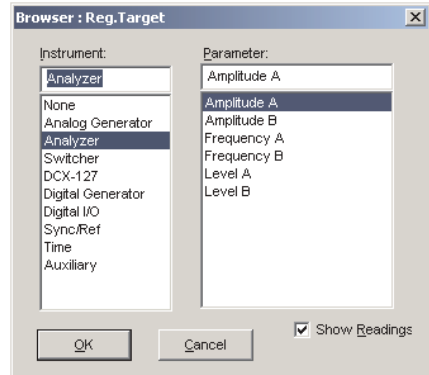 Browser : Reg.Target
Instrument:
Analyzer
None
Analog Generator
Analyzer
Switcher
DCX-127
Digital Generator
Digital I/O
Sync/Ref
Time
Auxiliary
Parameter:
Amplitude A
Amplitude A
Amplitude B
Frequency A
Frequency B
Level A
Level B
Show Readings
OK
Cancel